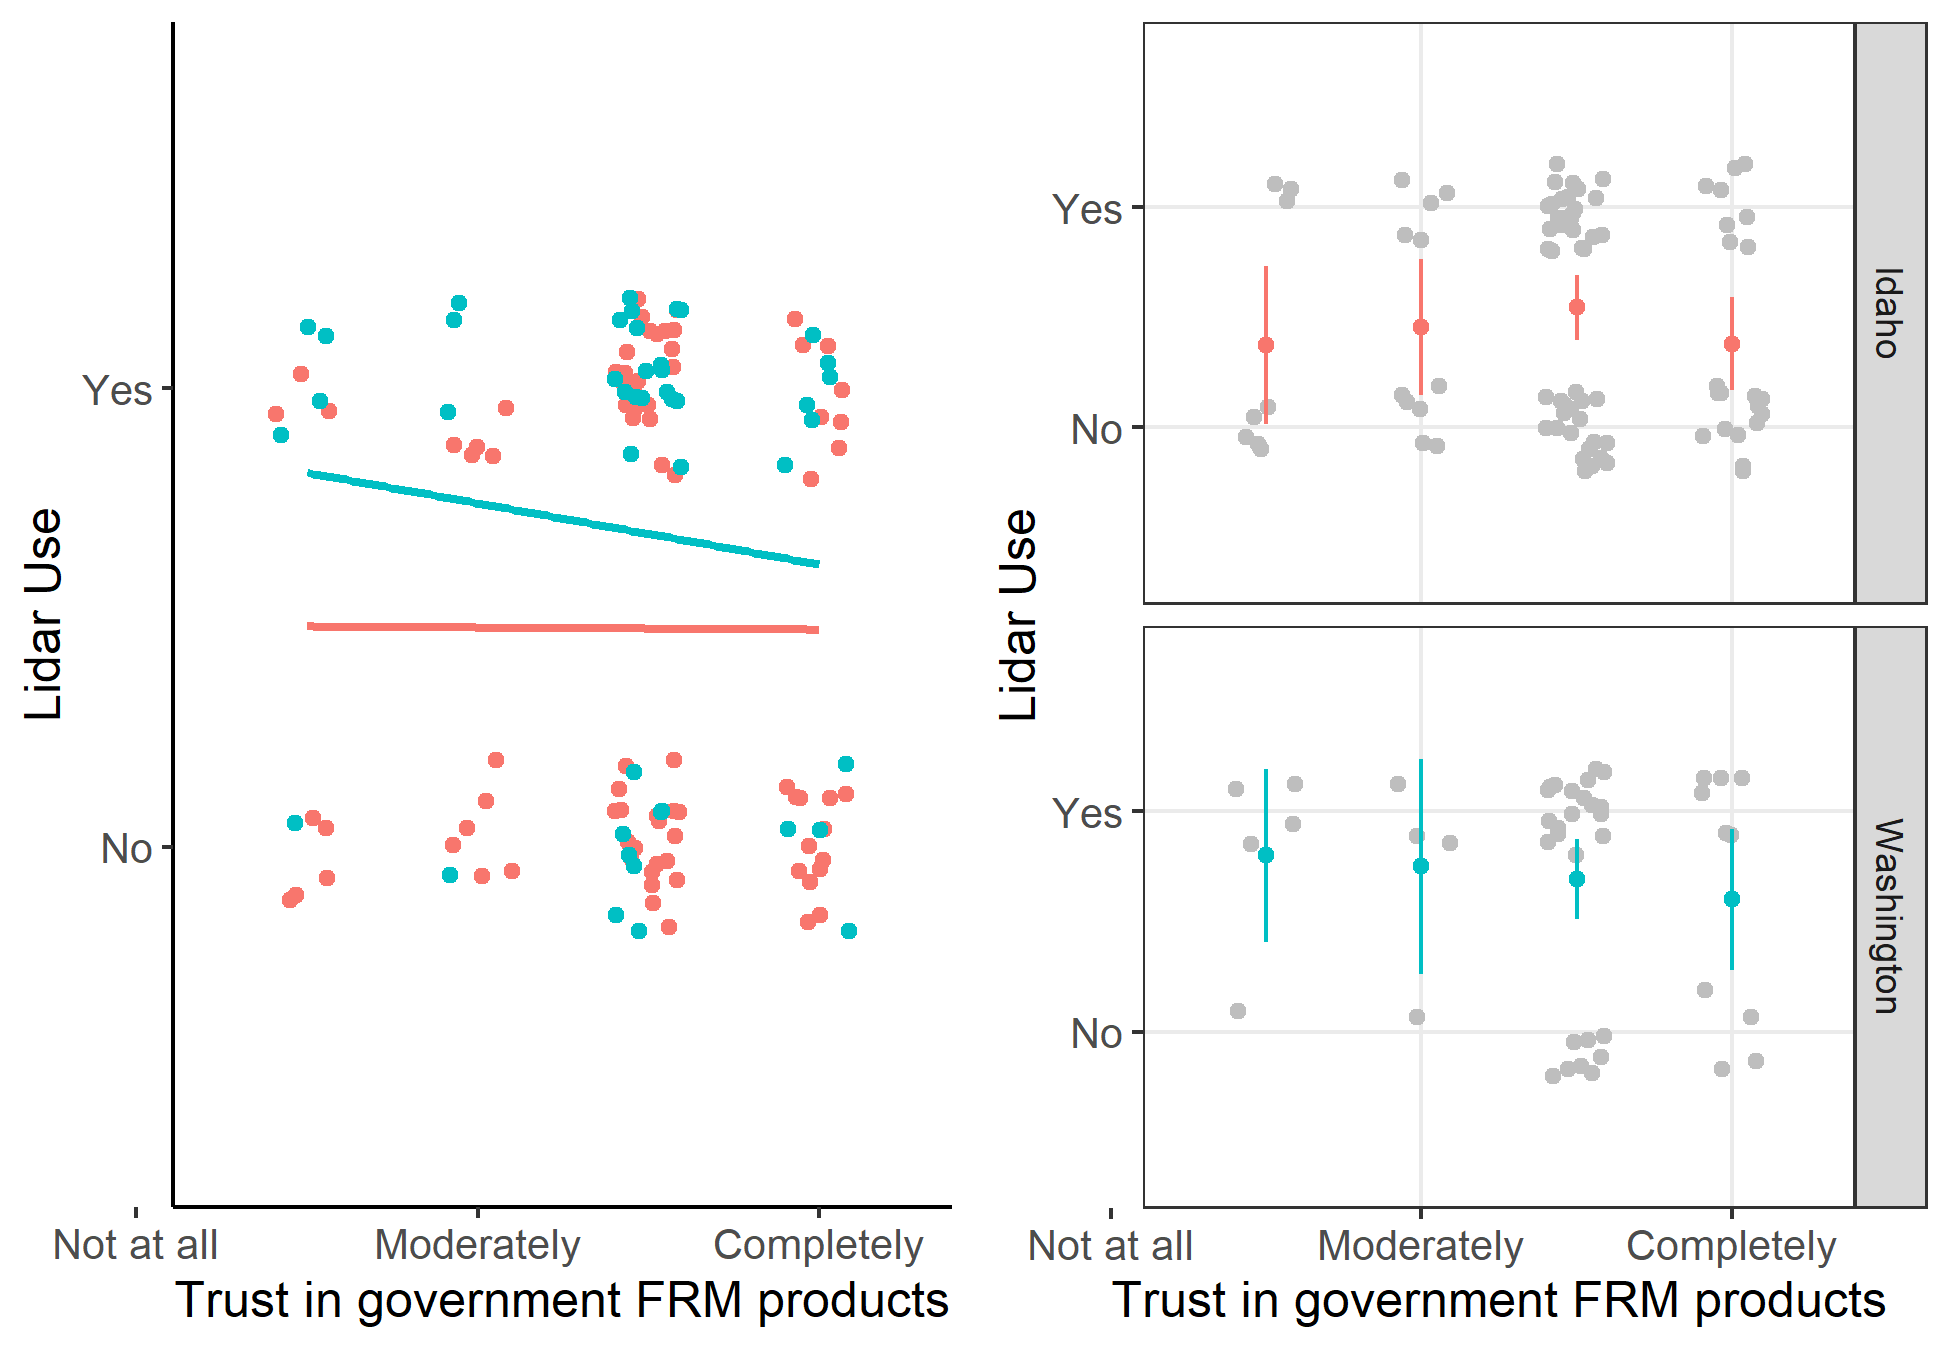 Lidar Use
Yes
No
Not at all
Moderately
Completely
Trust in government FRM products
Lidar Use
Yes
No
Idaho
Yes
No
Washington
Not at all
Moderately
Completely
Trust in government FRM products